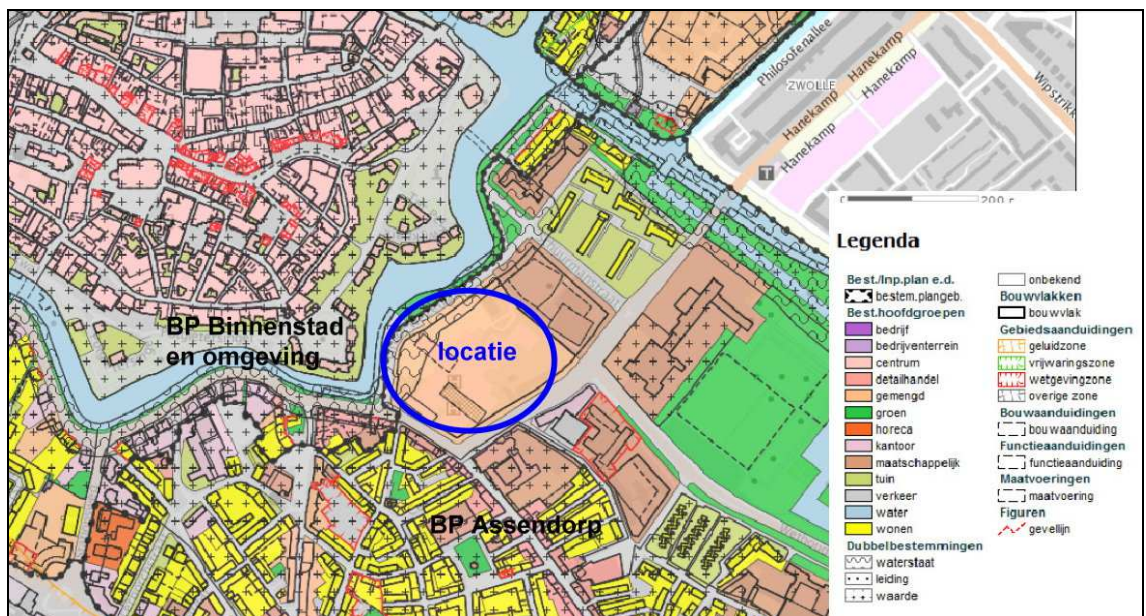 Philosofenallee
ZWOLLE
Hanekamp
Hanekamp
Hanekamp
Hanekamp
Wipstrikk
BP Binnenstad
en omgeving
locatie
BP Assendorp
200
Legenda
Best./Inp.plan e.d.
bestem.plangeb.
Best.hoofdgroepen
bedrijf
bedrijventerrein
centrum
detailhandel
gemengd
groen
horeca
kantoor
maatschappelijk
tuin
verkeer
water
wonen
Dubbelbestemmingen
waterstaat
leiding
waarde
onbekend
Bouwvlakken
bouwvlak
Gebiedsaanduidingen
geluidzone
vrijwaringszone
wetgevingzone
overige zone
Bouwaanduidingen
bouwaanduiding
Functieaanduidingen
functieaanduiding
Maatvoeringen
maatvoering
Figuren
gevellijn